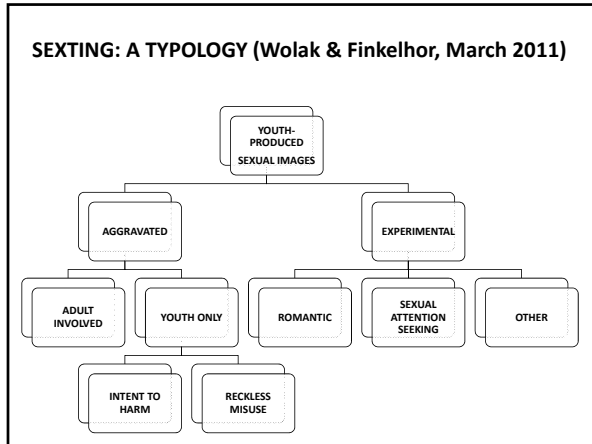 SEXTING: A TYPOLOGY (Wolak & Finkelhor, March 2011)
YOUTH-
PRODUCED
SEXUAL IMAGES
AGGRAVATED
EXPERIMENTAL
ADULT
INVOLVED
YOUTH ONLY
ROMANTIC
SEXUAL
ATTENTION
SEEKING
OTHER
INTENT TO
HARM
RECKLESS
MISUSE